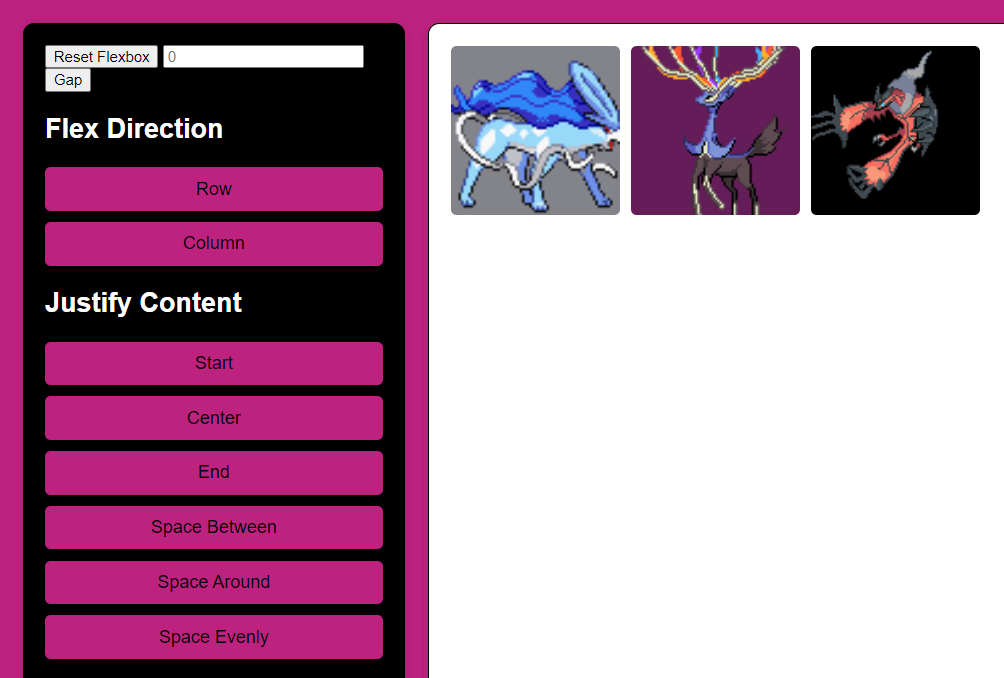 Reset Flexbox 0
Gap
Flex Direction
Row
Column
Justify Content
Start
Center
End
Space Between
Space Around
Space Evenly